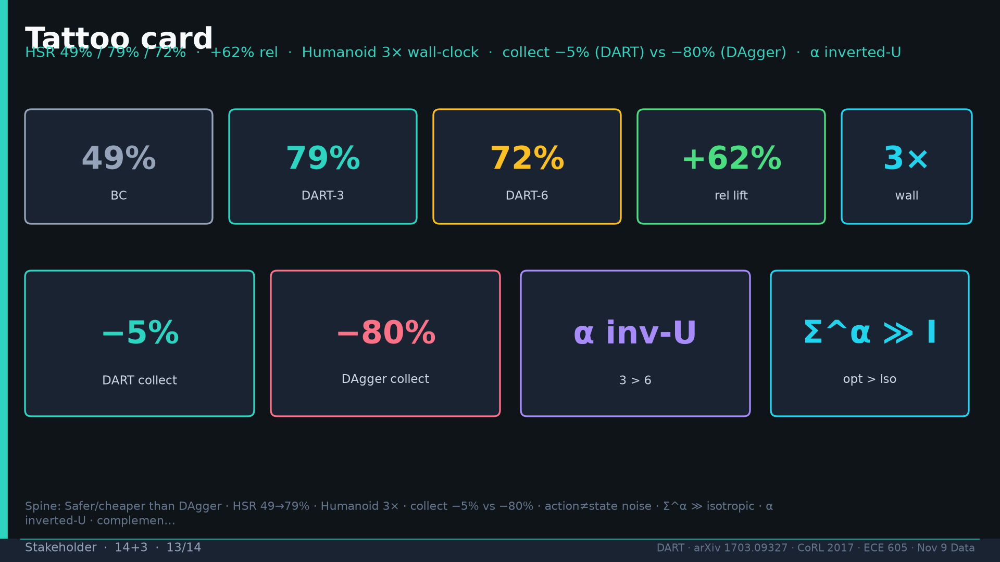 Tattoo card
HSR 49% / 79% / 72%  ·  +62% rel  ·  Humanoid 3× wall-clock  ·  collect −5% (DART) vs −80% (DAgger)  ·  α inverted-U
49%
BC
79%
DART-3
72%
DART-6
+62%
rel lift
3×
wall
−5%
DART collect
−80%
DAgger collect
α inv-U
3 > 6
Σ^α ≫ I
opt > iso
Spine: Safer/cheaper than DAgger · HSR 49→79% · Humanoid 3× · collect −5% vs −80% · action≠state noise · Σ^α ≫ isotropic · α
inverted-U · complemen…
Stakeholder  ·  14+3  ·  13/14
DART · arXiv 1703.09327 · CoRL 2017 · ECE 605 · Nov 9 Data